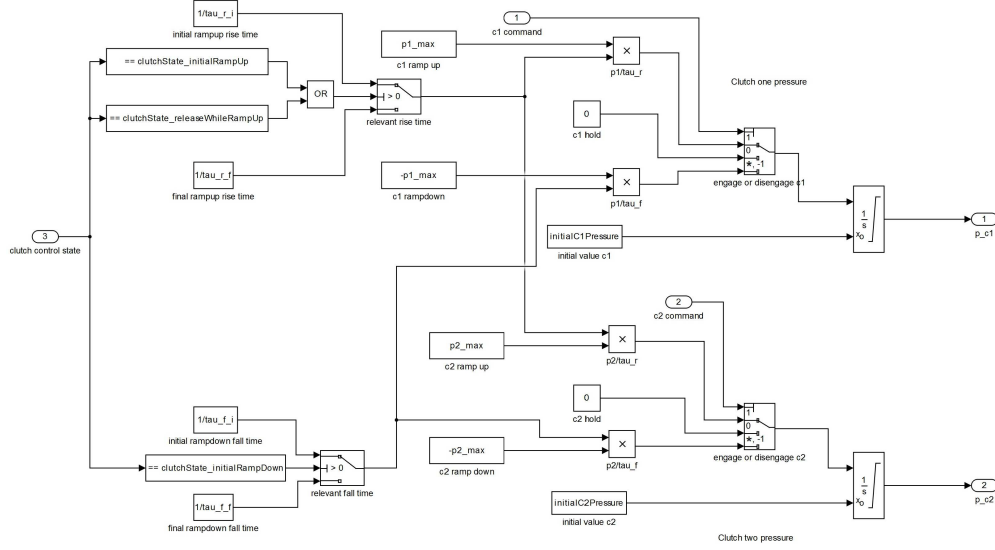 1/tau_r_i
initial rampup rise time
1
c1 command
p1_max
c1 ramp up
×
p1/tau_r
== clutchState_initialRampUp
OR
> 0
relevant rise time
== clutchState_releaseWhileRampUp
Clutch one pressure
0
c1 hold
1
0
*, -1
engage or disengage c1
1/tau_r_f
final rampup rise time
-p1_max
c1 rampdown
×
p1/tau_f
3
clutch control state
initialC1Pressure
initial value c1
1
s
xo
1
p_c1
2
c2 command
p2_max
c2 ramp up
×
p2/tau_r
0
c2 hold
1
0
*, -1
engage or disengage c2
1/tau_f_i
initial rampdown fall time
-p2_max
c2 ramp down
×
p2/tau_f
== clutchState_initialRampDown
> 0
relevant fall time
1/tau_f_f
final rampdown fall time
initialC2Pressure
initial value c2
1
s
xo
2
p_c2
Clutch two pressure